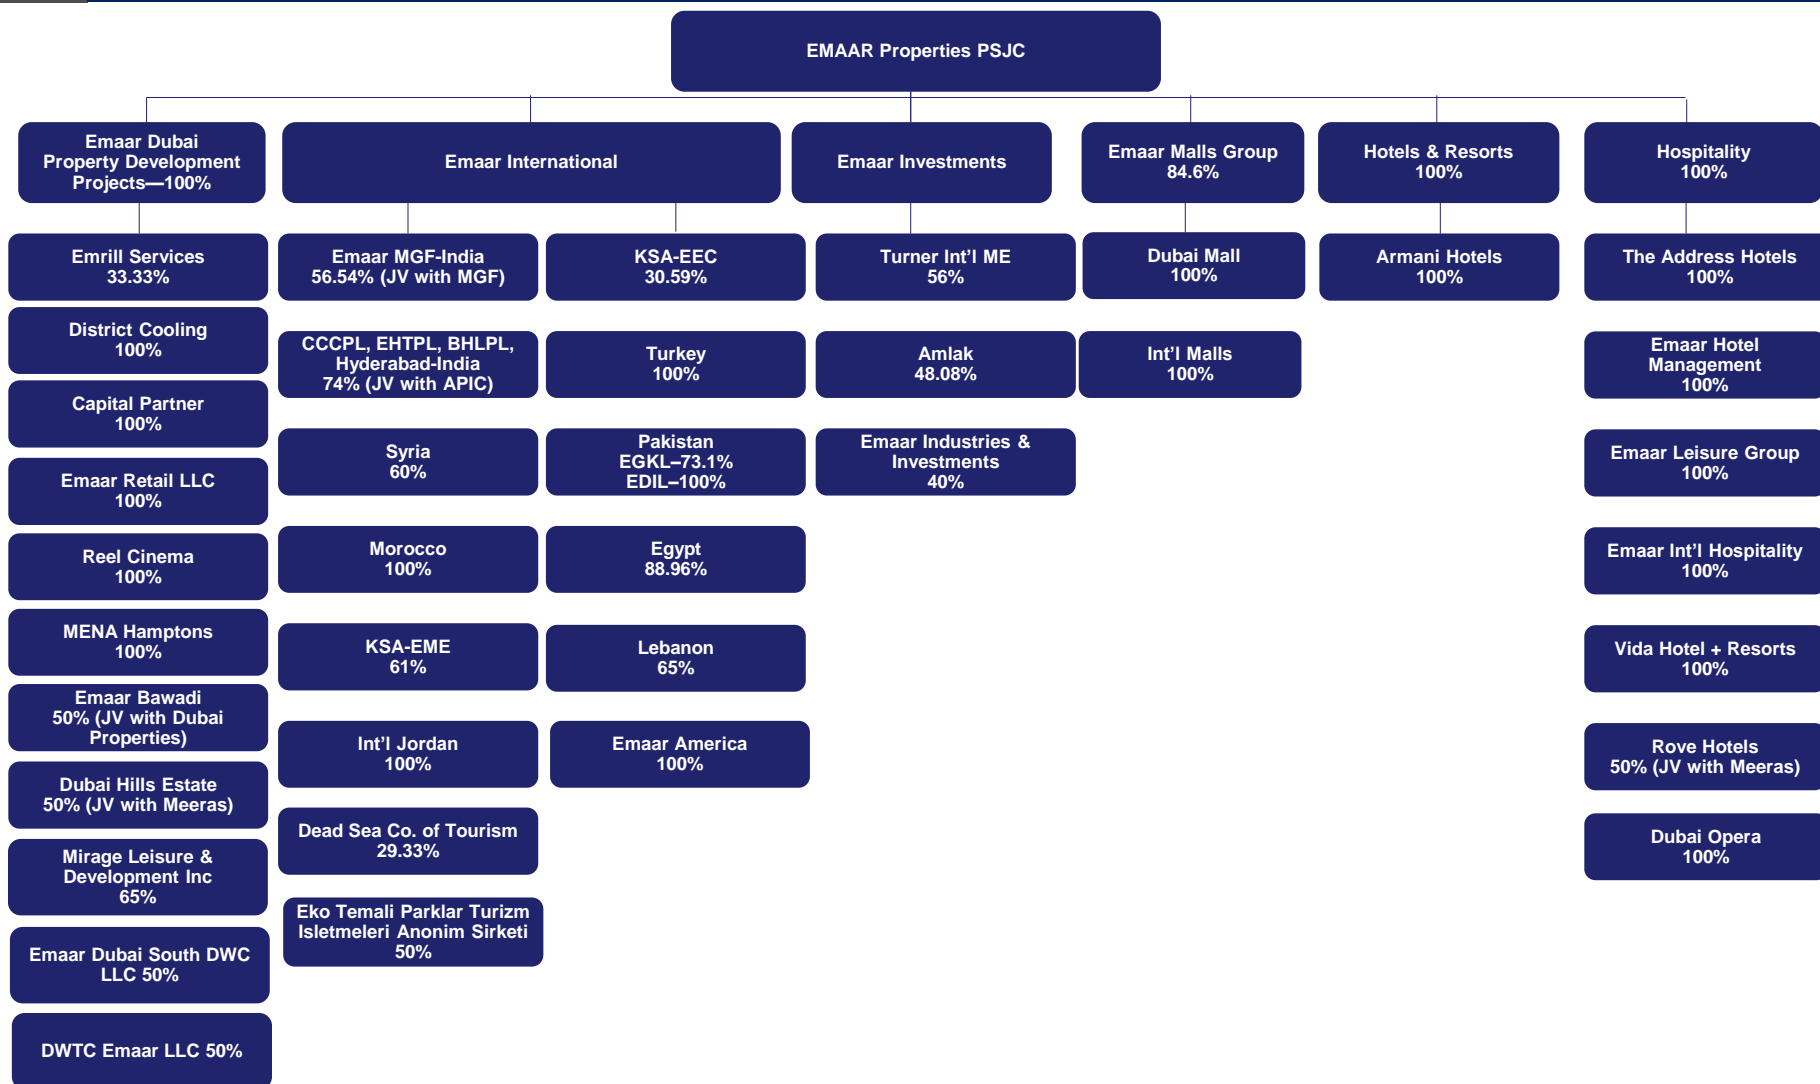 EMAAR Properties PSJC
Emaar Dubai
Property Development
Projects—100%
Emaar International
Emaar Investments
Emaar Malls Group
84.6%
Hotels & Resorts
100%
Hospitality
100%
Emrill Services
33.33%
District Cooling
100%
Capital Partner
100%
Emaar Retail LLC
100%
Reel Cinema
100%
MENA Hamptons
100%
Emaar Bawadi
50% (JV with Dubai
Properties)
Dubai Hills Estate
50% (JV with Meeras)
Mirage Leisure &
Development Inc
65%
Emaar Dubai South DWC
LLC 50%
DWTC Emaar LLC 50%
Emaar MGF-India
56.54% (JV with MGF)
CCCPL, EHTPL, BHLPL,
Hyderabad-India
74% (JV with APIC)
Syria
60%
Morocco
100%
KSA-EME
61%
Int'l Jordan
100%
Dead Sea Co. of Tourism
29.33%
Eko Temali Parklar Turizm
Isletmeleri Anonim Sirketi
50%
KSA-EEC
30.59%
Turkey
100%
Pakistan
EGKL–73.1%
EDIL–100%
Egypt
88.96%
Lebanon
65%
Emaar America
100%
Turner Int'l ME
56%
Amlak
48.08%
Emaar Industries &
Investments
40%
Dubai Mall
100%
Int'l Malls
100%
Armani Hotels
100%
The Address Hotels
100%
Emaar Hotel
Management
100%
Emaar Leisure Group
100%
Emaar Int'l Hospitality
100%
Vida Hotel + Resorts
100%
Rove Hotels
50% (JV with Meeras)
Dubai Opera
100%